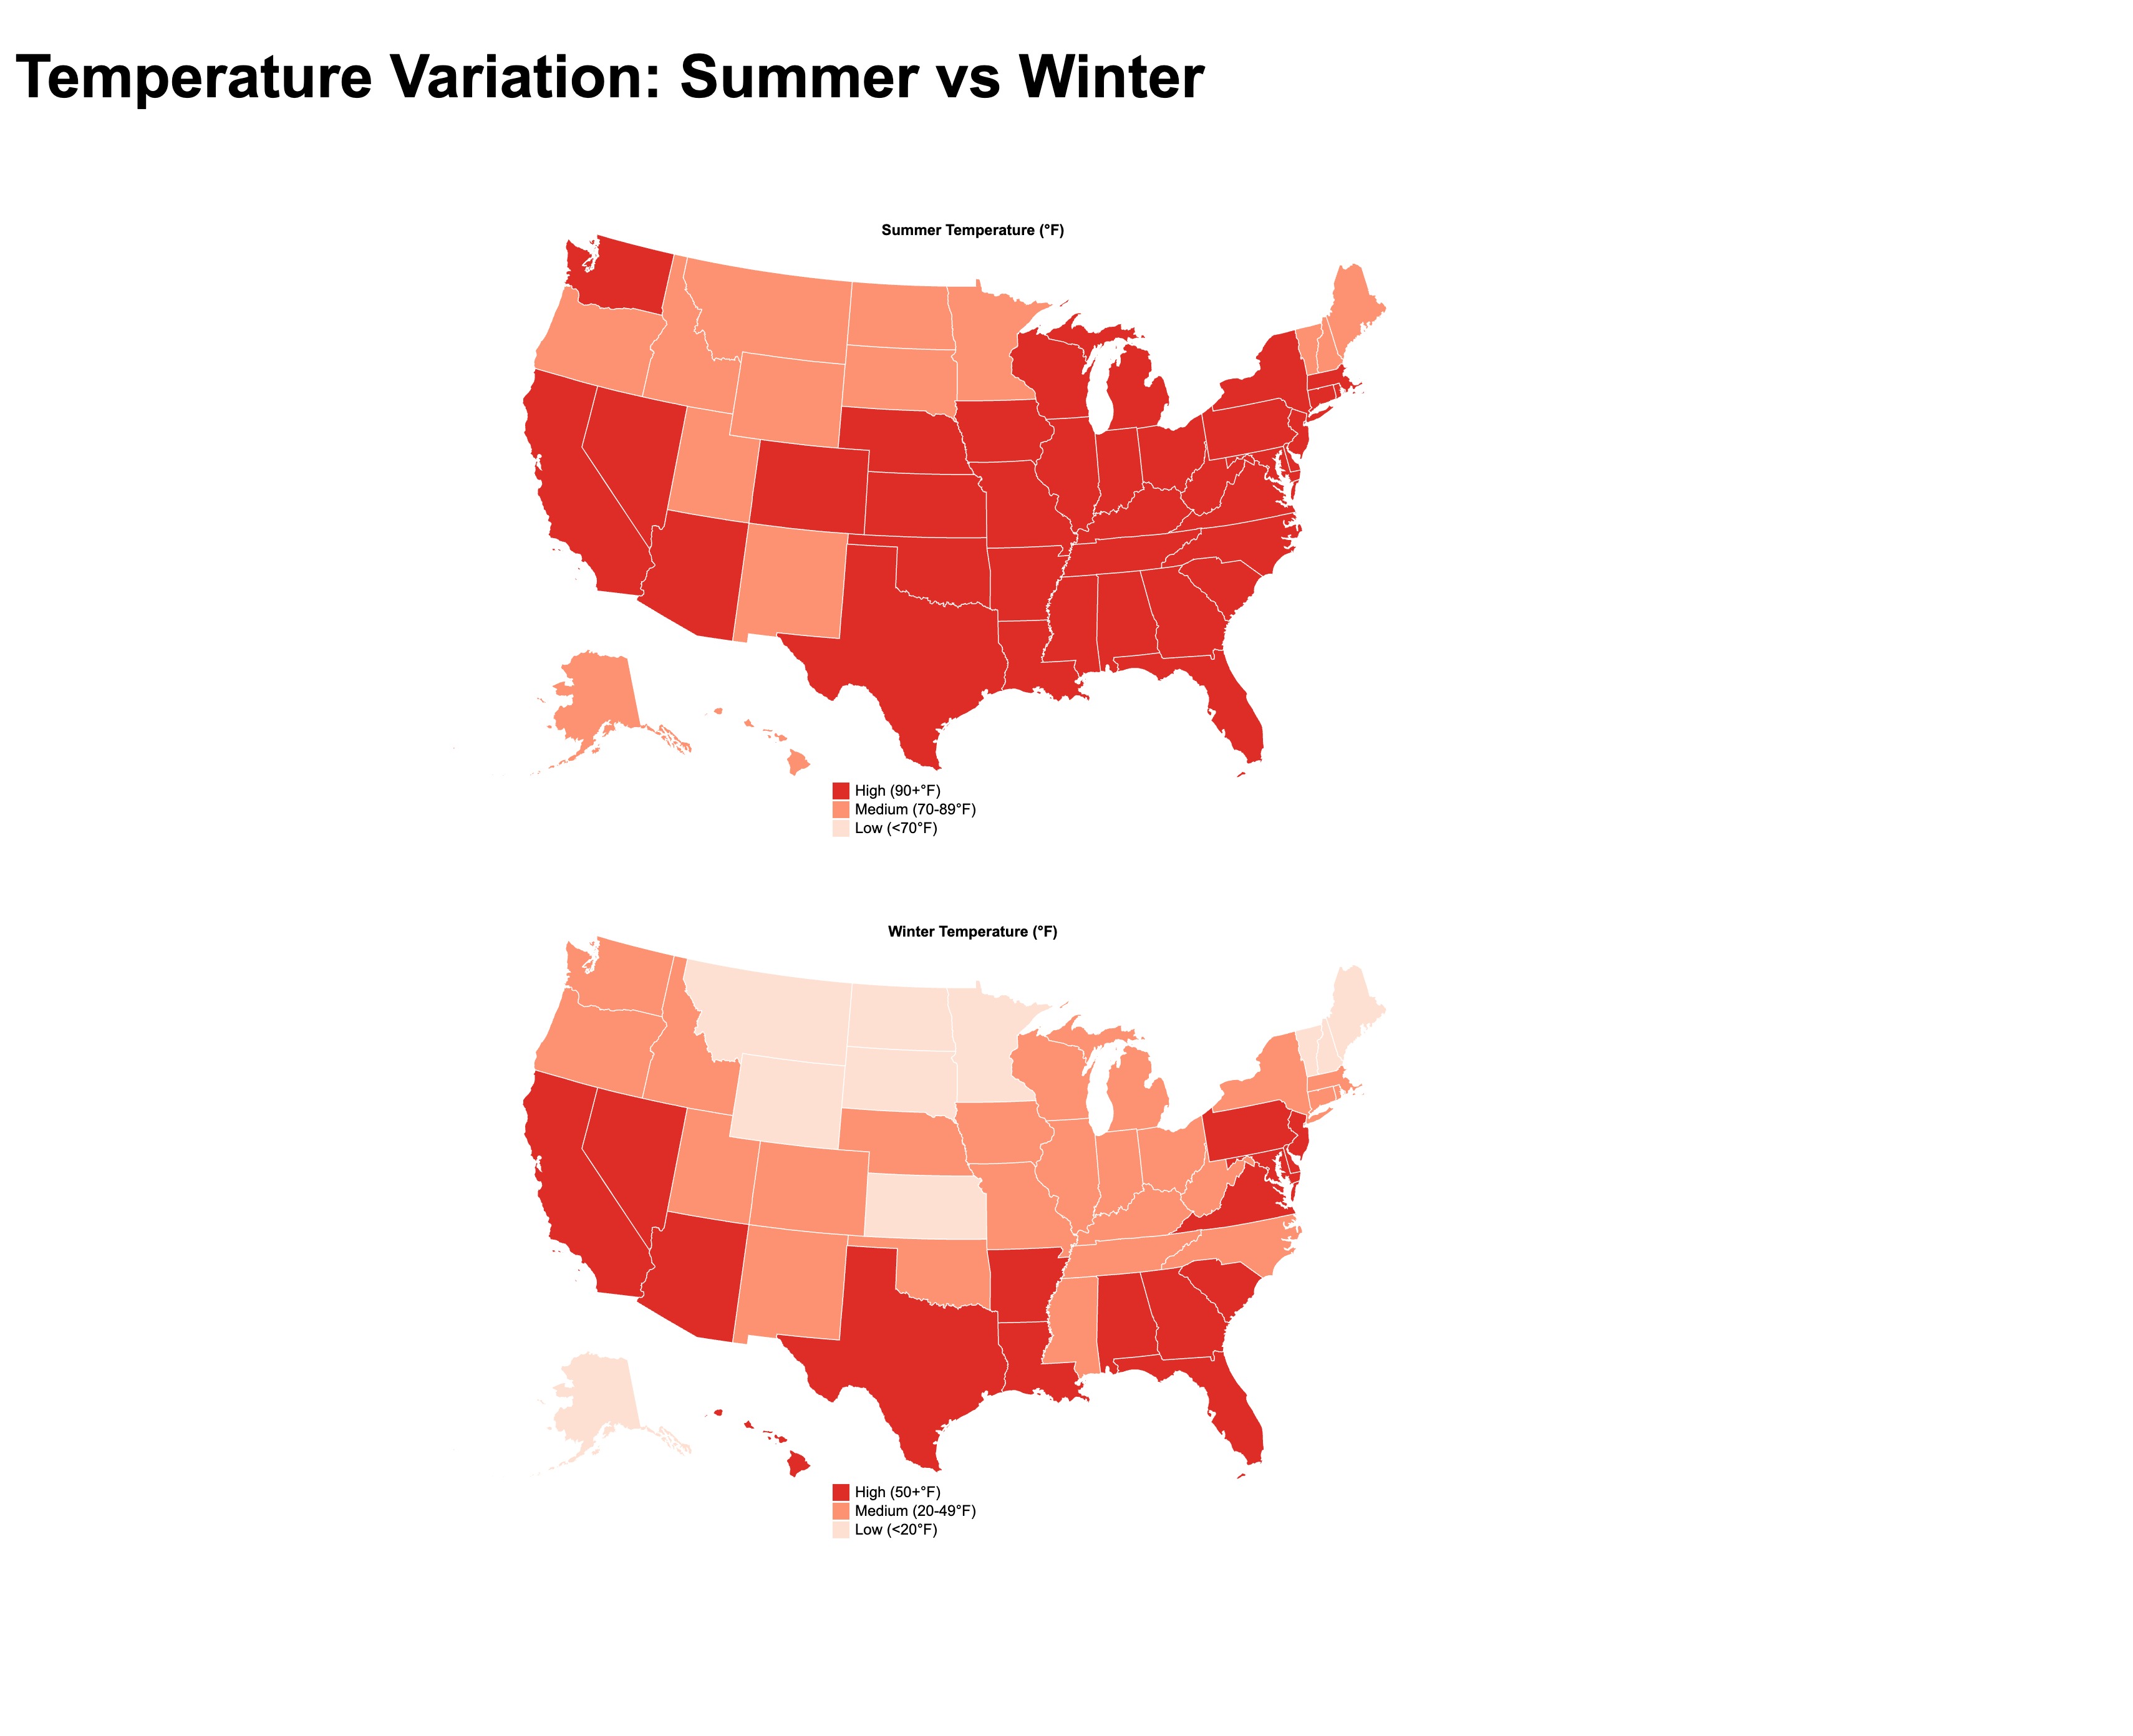 Temperature Variation: Summer vs Winter
Summer Temperature (°F)
High (90+°F)
Medium (70-89°F)
Low (<70°F)
Winter Temperature (°F)
High (50+°F)
Medium (20-49°F)
Low (<20°F)